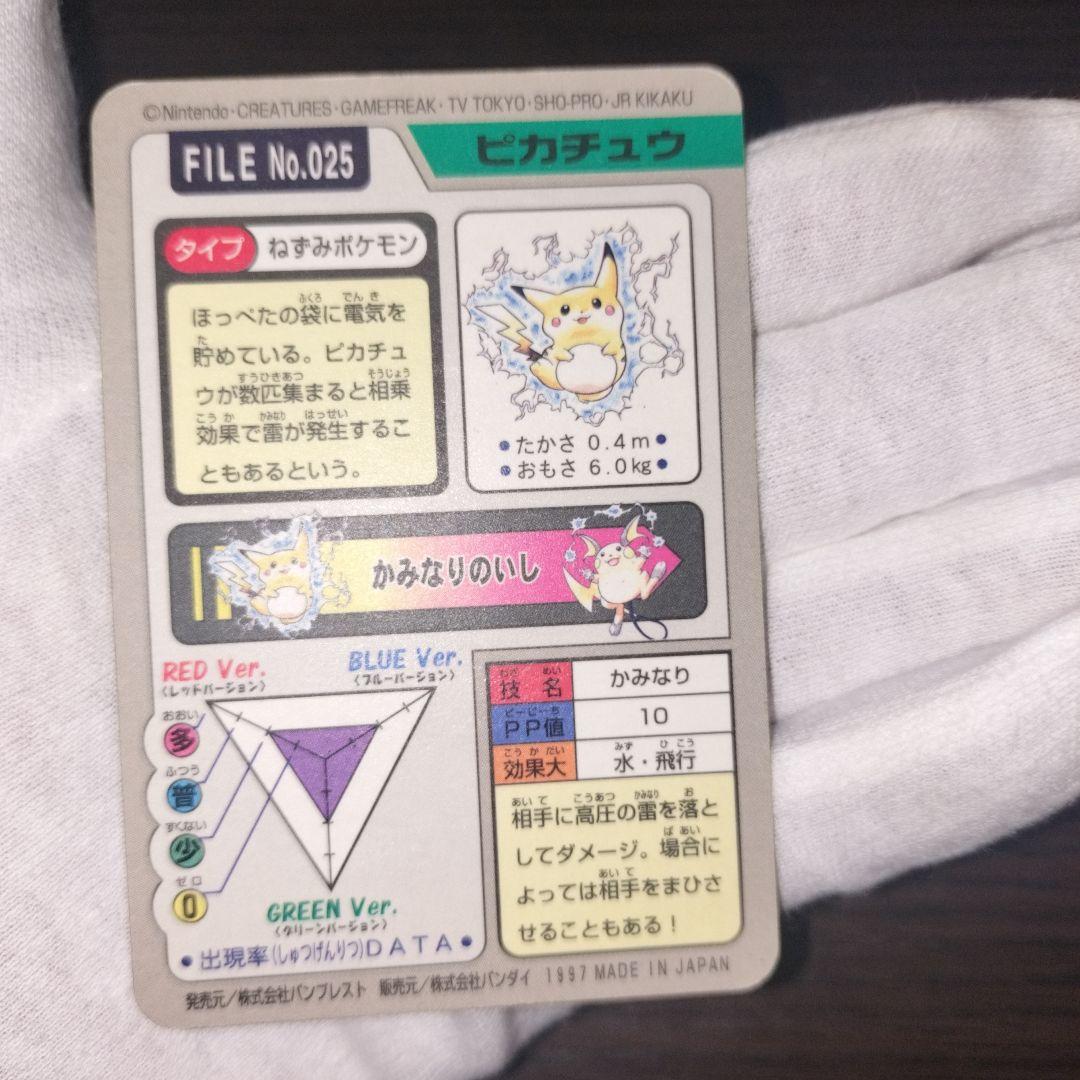 ©Nintendo・CREATURES・GAMEFREAK・TV TOKYO・SHO-PRO・JR KIKAKU
FILE No.025
ピカチュウ
タイプ ねずみポケモン
ほっぺたの袋に電気を
貯めている。ピカチュ
ウが数匹集まると相乗
効果で雷が発生するこ
ともあるという。
•たかさ 0.4m•
•おもさ 6.0kg•
かみなりのいし
RED Ver.
(レッドバージョン)
BLUE Ver.
(ブルーバージョン)
おおい
多
ふつう
普
すくない
少
ゼロ
0
GREEN Ver.
(グリーンバージョン)
•出現率(しゅつげんりつ)DATA•
技名 かみなり
PP値 10
効果大 水・飛行
相手に高圧の雷を落と
してダメージ。場合に
よっては相手をまひさ
せることもある!
発売元/株式会社バンプレスト 販売元/株式会社バンダイ 1997 MADE IN JAPAN